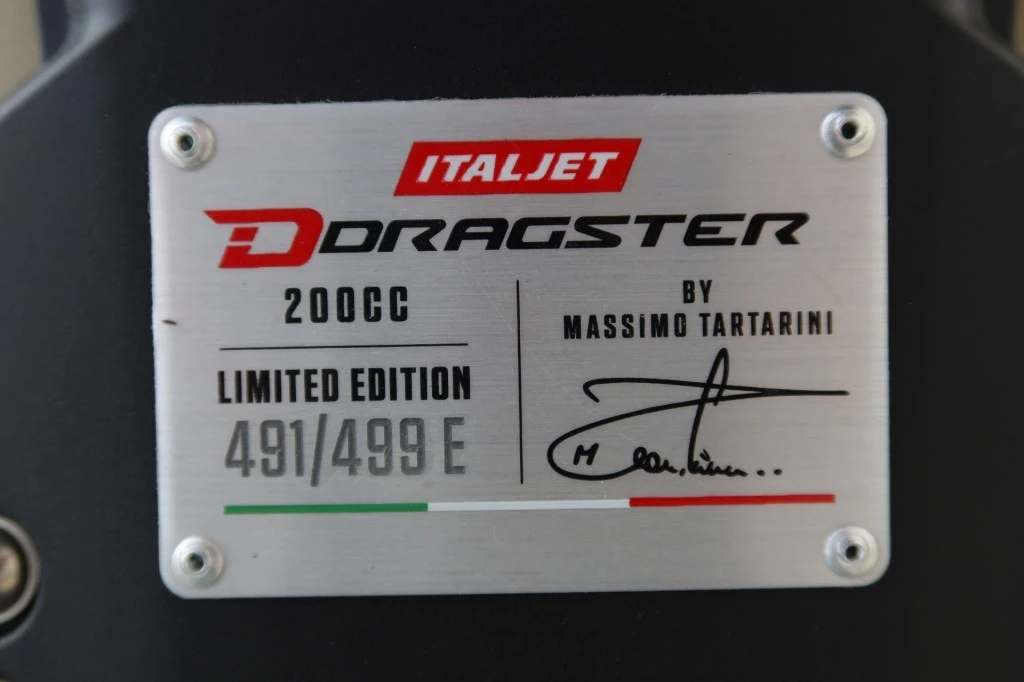 ITALJET
D DRAGSTER
200CC
LIMITED EDITION
491/499 E
BY
MASSiMO TARTARINI